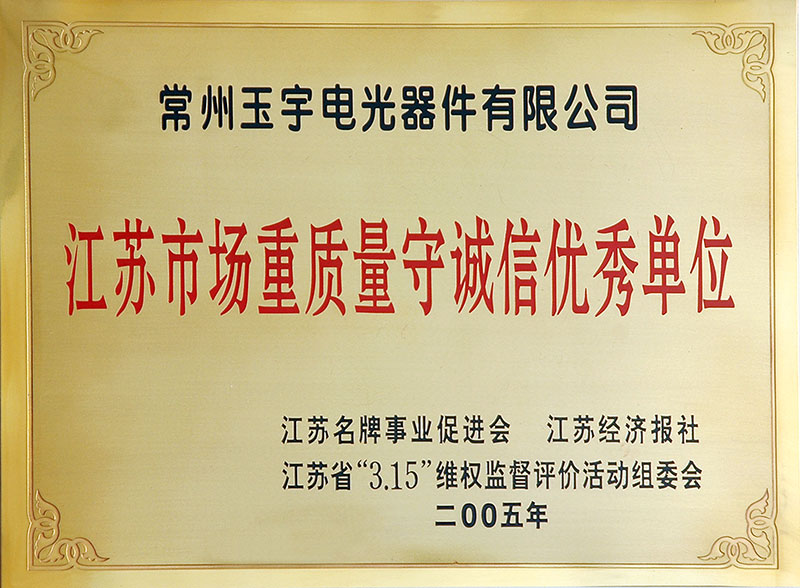 常州玉宇电光器件有限公司
江苏市场重质量守诚信优秀单位
江苏名牌事业促进会 江苏经济报社
江苏省“3.15”维权监督评价活动组委会
二00五年